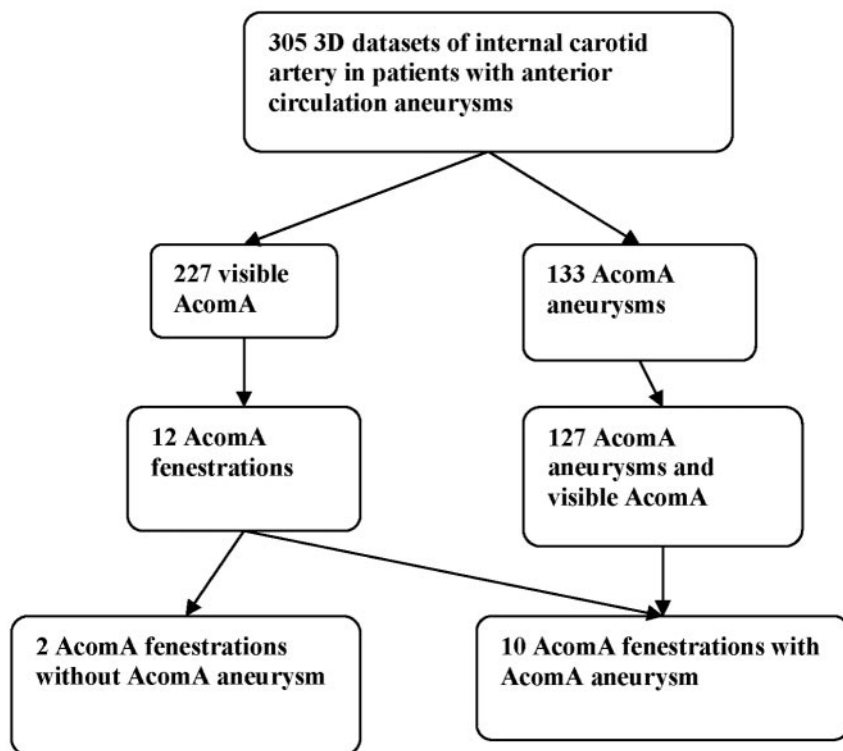 305 3D datasets of internal carotid
artery in patients with anterior
circulation aneurysms
227 visible
AcomA
133 AcomA
aneurysms
12 AcomA
fenestrations
127 AcomA
aneurysms and
visible AcomA
2 AcomA fenestrations
without AcomA aneurysm
10 AcomA fenestrations with
AcomA aneurysm